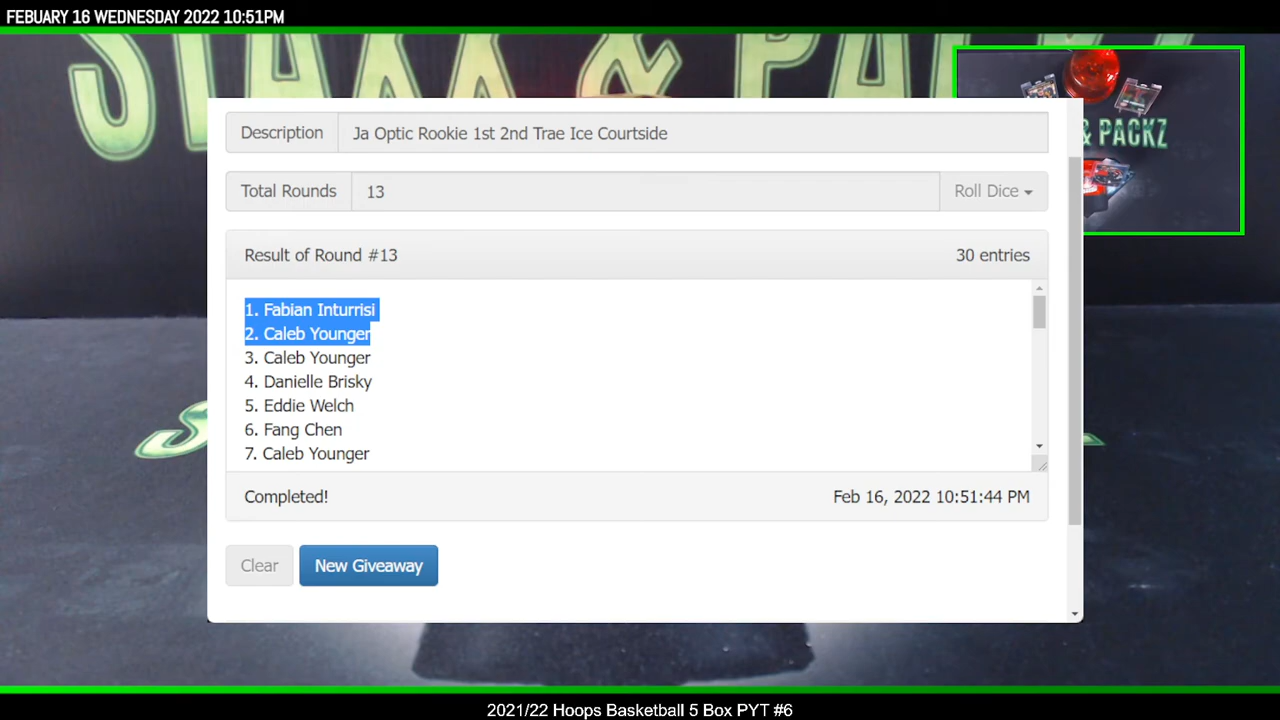 FEBUARY 16 WEDNESDAY 2022 10:51PM
STAXX & PACKZ
& PACKZ
Description Ja Optic Rookie 1st 2nd Trae Ice Courtside
Total Rounds 13 Roll Dice
Result of Round #13 30 entries
1. Fabian Inturrisi
2. Caleb Younger
3. Caleb Younger
4. Danielle Brisky
5. Eddie Welch
6. Fang Chen
7. Caleb Younger
Completed! Feb 16, 2022 10:51:44 PM
Clear New Giveaway
2021/22 Hoops Basketball 5 Box PYT #6